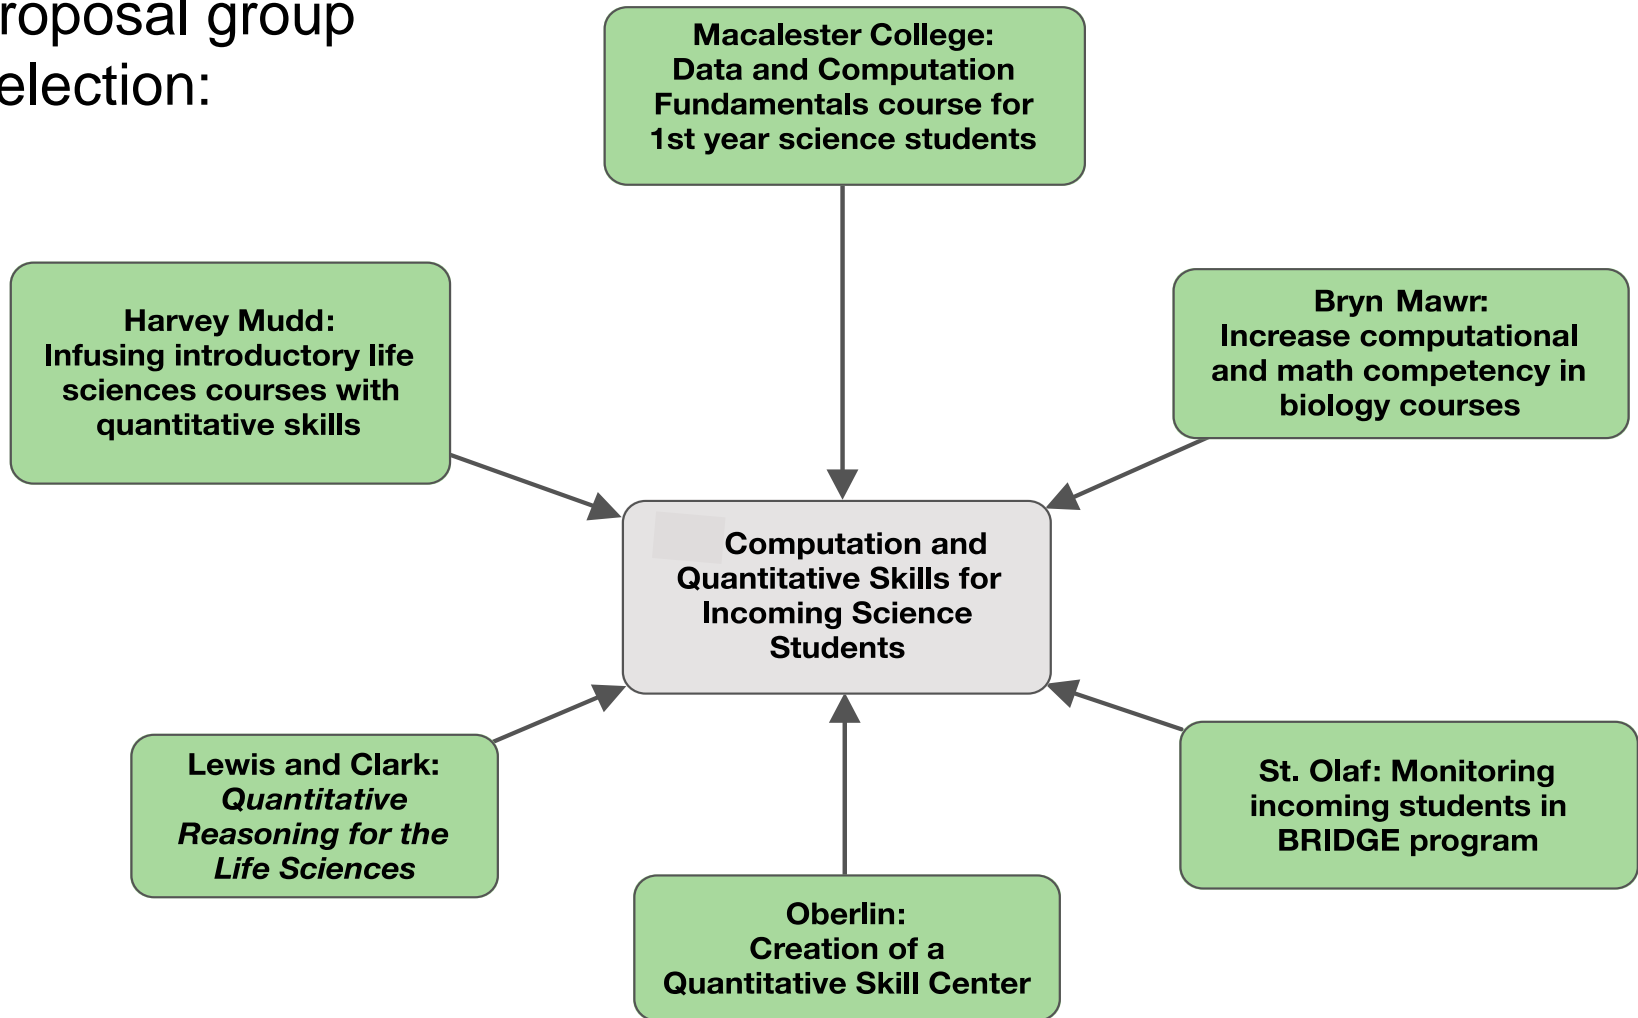 roposal group
election:
Macalester College:
Data and Computation
Fundamentals course for
1st year science students
Harvey Mudd:
Infusing introductory life
sciences courses with
quantitative skills
Bryn Mawr:
Increase computational
and math competency in
biology courses
Computation and
Quantitative Skills for
Incoming Science
Students
Lewis and Clark:
Quantitative
Reasoning for the
Life Sciences
St. Olaf: Monitoring
incoming students in
BRIDGE program
Oberlin:
Creation of a
Quantitative Skill Center